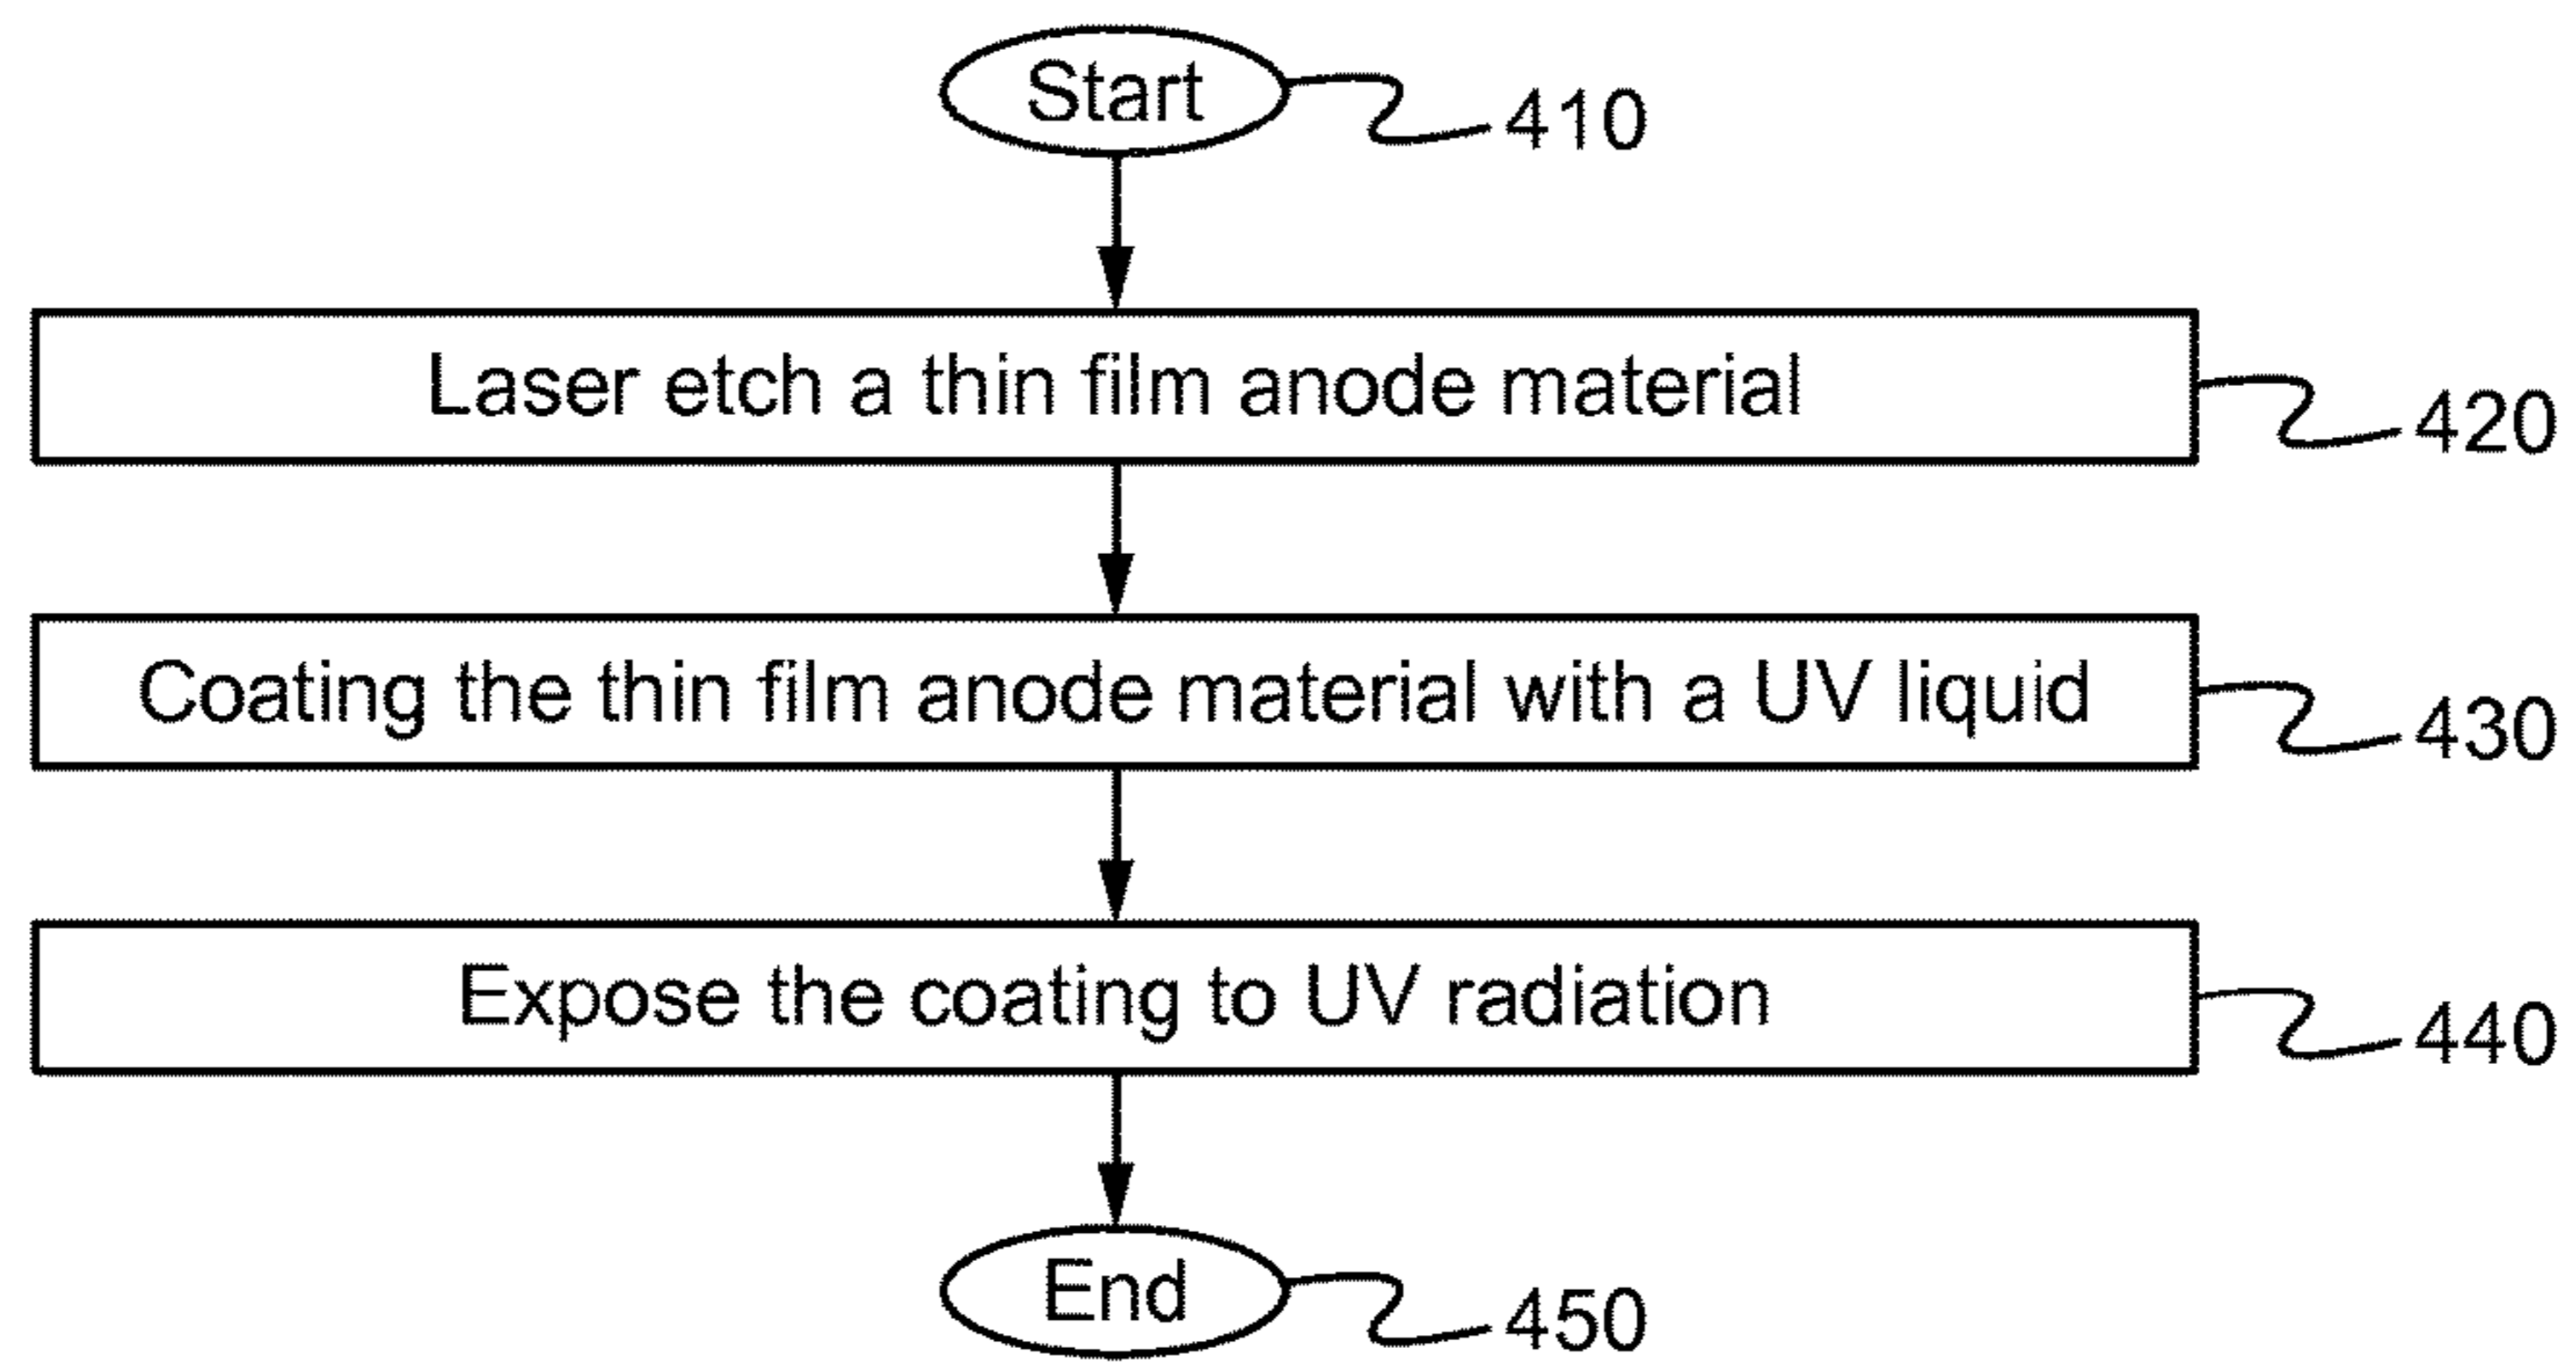 Start
410
Laser etch a thin film anode material
420
Coating the thin film anode material with a UV liquid
430
Expose the coating to UV radiation
440
End
450